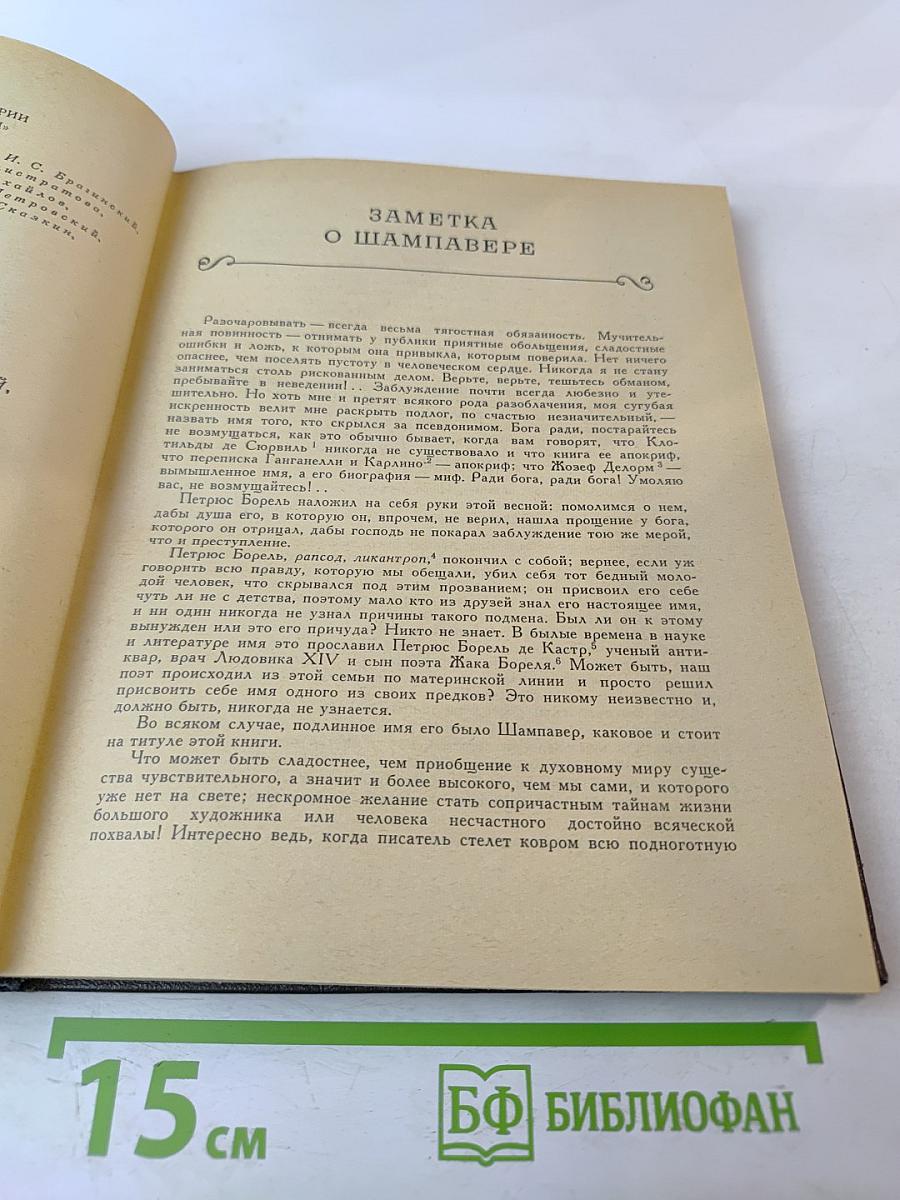 РИИ
И. С. Брагинский,
истратова,
хайлов,
Петровский,
Сказкин.
ЗАМЕТКА
О ШАМПАВЕРЕ
Разочаровывать — всегда весьма тягостная обязанность. Мучитель-
ная повинность — отнимать у публики приятные обольщения, сладостные
ошибки и ложь, к которым она привыкла, которым поверила. Нет ничего
опаснее, чем поселять пустоту в человеческом сердце. Никогда я не стану
заниматься столь рискованным делом. Верьте, верьте, тешьтесь обманом,
пребывайте в неведении!.. Заблуждение почти всегда любезно и уте-
шительно. Но хоть мне и претят всякого рода разоблачения, моя сугубая
искренность велит мне раскрыть подлог, по счастью незначительный, —
назвать имя того, кто скрылся за псевдонимом. Бога ради, постарайтесь
не возмущаться, как это обычно бывает, когда вам говорят, что Кло-
тильды де Сюрвиль¹ никогда не существовало и что книга ее апокриф,
что переписка Ганганелли и Карлино² — апокриф; что Жозеф Делорм³ —
вымышленное имя, а его биография — миф. Ради бога, ради бога! Умоляю
вас, не возмущайтесь!..
Петрюс Борель наложил на себя руки этой весной: помолимся о нем,
дабы душа его, в которую он, впрочем, не верил, нашла прощение у бога,
которого он отрицал, дабы господь не покарал заблуждение тою же мерой,
что и преступление.
Петрюс Борель, рапсод, ликантроп,⁴ покончил с собой; вернее, если уж
говорить всю правду, которую мы обещали, убил себя тот бедный моло-
дой человек, что скрывался под этим прозванием; он присвоил его себе
чуть ли не с детства, поэтому мало кто из друзей знал его настоящее имя,
и ни один никогда не узнал причины такого подмена. Был ли он к этому
вынужден или это его причуда? Никто не знает. В былые времена в науке
и литературе имя это прославил Петрюс Борель де Кастр,⁵ ученый анти-
квар, врач Людовика XIV и сын поэта Жака Бореля.⁶ Может быть, наш
поэт происходил из этой семьи по материнской линии и просто решил
присвоить себе имя одного из своих предков? Это никому неизвестно и,
должно быть, никогда не узнается.
Во всяком случае, подлинное имя его было Шампавер, каковое и стоит
на титуле этой книги.
Что может быть сладостнее, чем приобщение к духовному миру суще-
ства чувствительного, а значит и более высокого, чем мы сами, и которого
уже нет на свете; нескромное желание стать сопричастным тайнам жизни
большого художника или человека несчастного достойно всяческой
похвалы! Интересно ведь, когда писатель стелет ковром всю подноготную
15 см
БФ БИБЛИОФАН